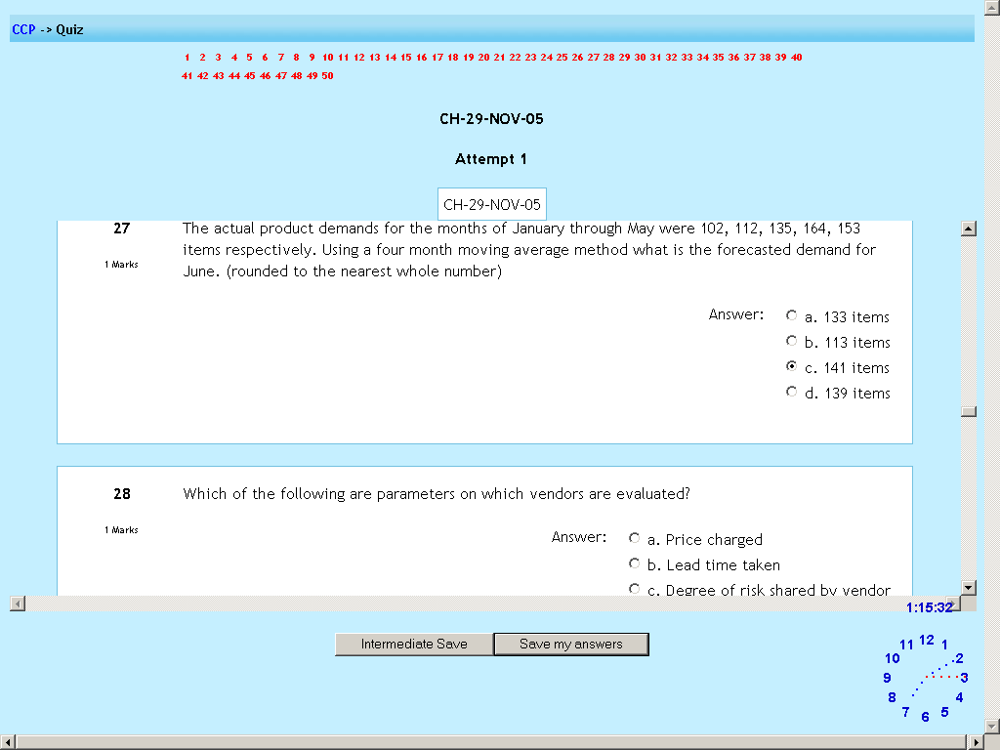 CCP -> Quiz
1 2 3 4 5 6 7 8 9 10 11 12 13 14 15 16 17 18 19 20 21 22 23 24 25 26 27 28 29 30 31 32 33 34 35 36 37 38 39 40
41 42 43 44 45 46 47 48 49 50
CH-29-NOV-05
Attempt 1
CH-29-NOV-05
27
1 Marks
The actual product demands for the months of January through May were 102, 112, 135, 164, 153
items respectively. Using a four month moving average method what is the forecasted demand for
June. (rounded to the nearest whole number)
Answer:
a. 133 items
b. 113 items
c. 141 items
d. 139 items
28
1 Marks
Which of the following are parameters on which vendors are evaluated?
Answer:
a. Price charged
b. Lead time taken
c. Degree of risk shared by vendor
1:15:32
Intermediate Save
Save my answers
12
11 1
10 2
9 3
8 4
7 5
6